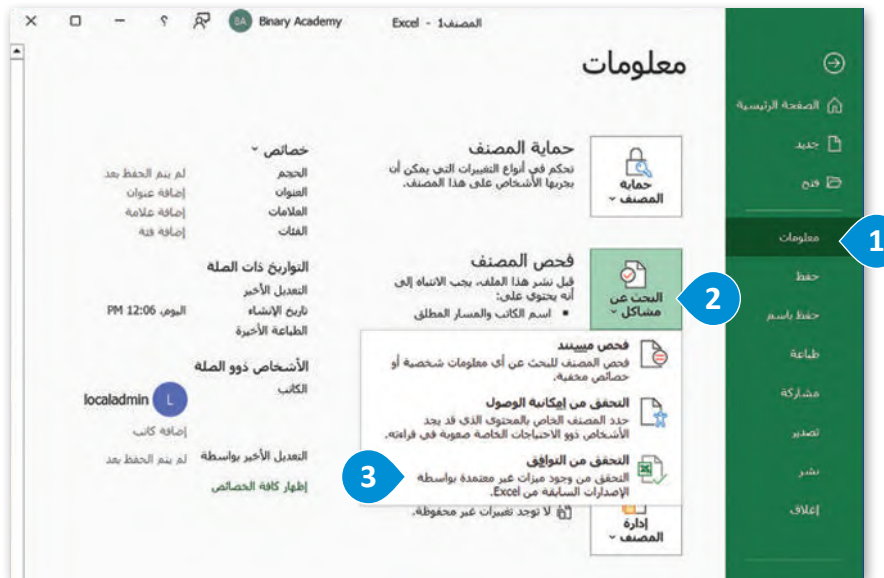 المصنف1 - Excel
Binary Academy
BA
؟
معلومات
الصفحة الرئيسية
جديد
فتح
معلومات
1
حفظ
حفظ باسم
طباعة
مشاركة
تصدير
نشر
إغلاق
حماية المصنف
تحكم في أنواع التغييرات التي يمكن أن
يجريها الأشخاص على هذا المصنف.
حماية
المصنف
فحص المصنف
قبل نشر هذا الملف، يجب الانتباه إلى
أنه يحتوي على:
▪ اسم الكاتب والمسار المطلق
البحث عن
مشاكل
2
فحص مستند
فحص المصنف للبحث عن أي معلومات شخصية أو
خصائص مخفية.
التحقق من إمكانية الوصول
حدد المصنف الخاص بالمحتوى الذي قد يجد
الأشخاص ذوو الاحتياجات الخاصة صعوبة في قراءته.
التحقق من التوافق
التحقق من وجود ميزات غير معتمدة بواسطة
الإصدارات السابقة من Excel.
3
لا توجد تغييرات غير محفوظة.
إدارة
المصنف
خصائص
الحجم لم يتم الحفظ بعد
العنوان إضافة عنوان
العلامات إضافة علامة
الفئات إضافة فئة
التواريخ ذات الصلة
التعديل الأخير
تاريخ الإنشاء اليوم، 12:06 PM
الطباعة الأخيرة
الأشخاص ذوو الصلة
الكاتب
L localadmin
إضافة كاتب
التعديل الأخير بواسطة لم يتم الحفظ بعد
إظهار كافة الخصائص